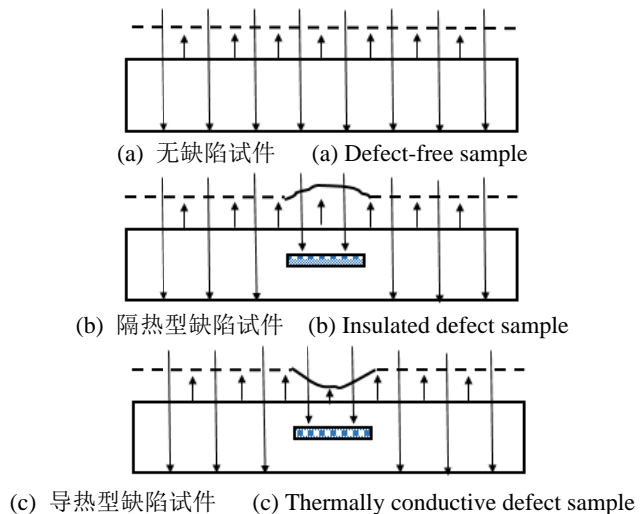 (a) 无缺陷试件 (a) Defect-free sample
(b) 隔热型缺陷试件 (b) Insulated defect sample
(c) 导热型缺陷试件 (c) Thermally conductive defect sample